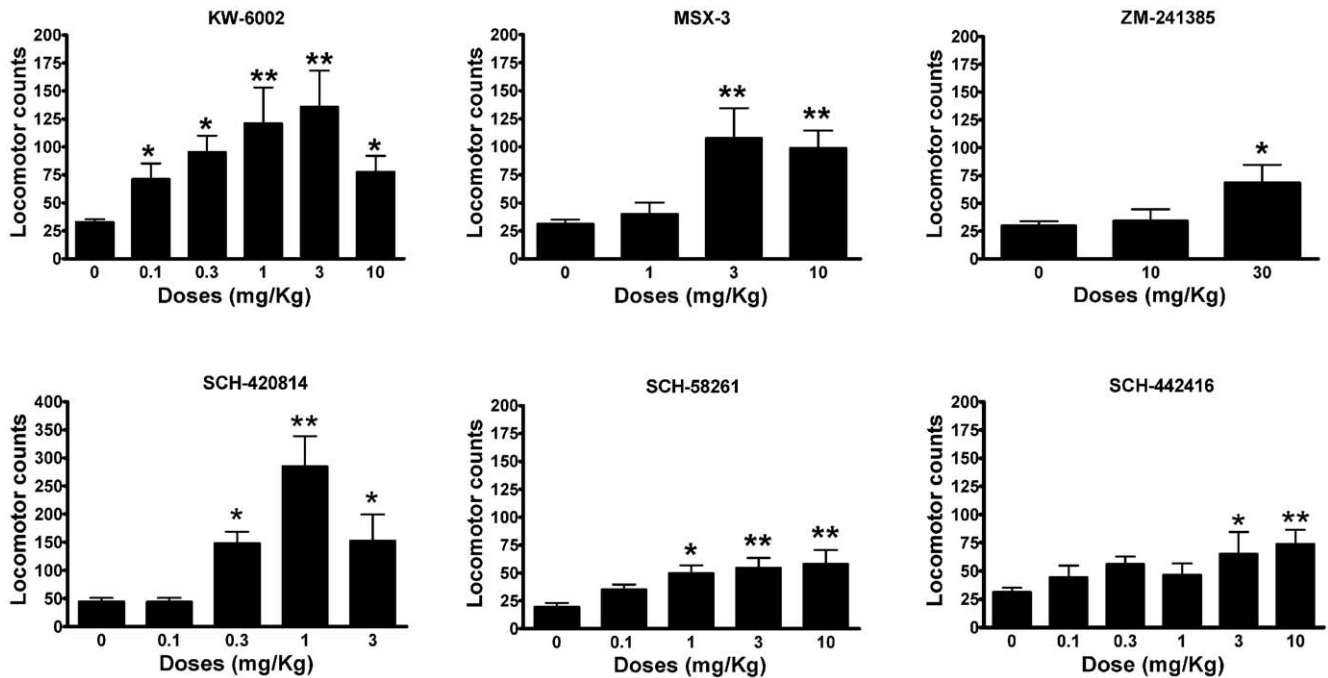 KW-6002
Locomotor counts
200
175
150
125
100
75
50
25
0
* * ** ** *
0 0.1 0.3 1 3 10
Doses (mg/Kg)
MSX-3
Locomotor counts
200
175
150
125
100
75
50
25
0
** **
0 1 3 10
Doses (mg/Kg)
ZM-241385
Locomotor counts
200
175
150
125
100
75
50
25
0
*
0 10 30
Doses (mg/Kg)
SCH-420814
Locomotor counts
400
350
300
250
200
150
100
50
0
* ** *
0 0.1 0.3 1 3
Doses (mg/Kg)
SCH-58261
Locomotor counts
200
175
150
125
100
75
50
25
0
* ** **
0 0.1 1 3 10
Doses (mg/Kg)
SCH-442416
Locomotor counts
200
175
150
125
100
75
50
25
0
* **
0 0.1 0.3 1 3 10
Dose (mg/Kg)